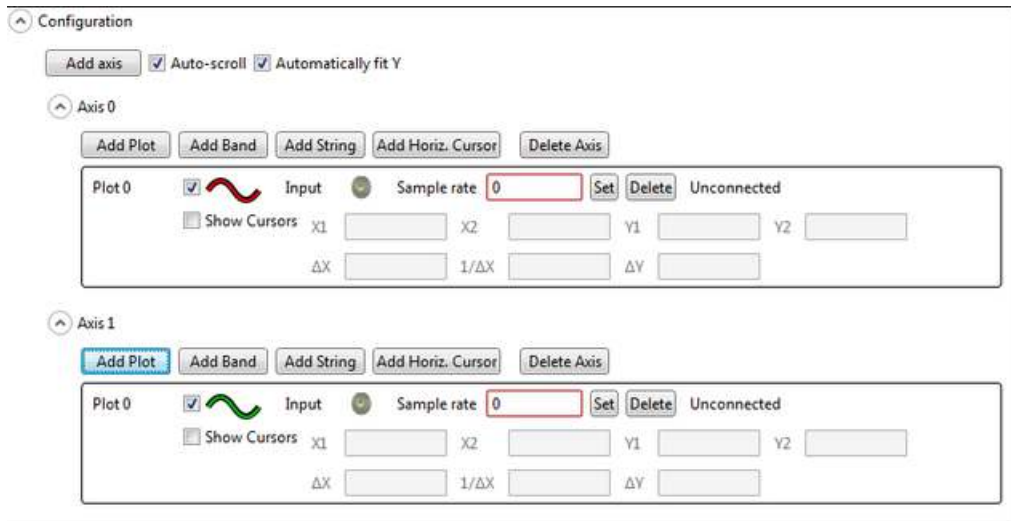 Configuration
Add axis Auto-scroll Automatically fit Y
Axis 0
Add Plot Add Band Add String Add Horiz. Cursor Delete Axis
Plot 0 Input Sample rate 0 Set Delete Unconnected
Show Cursors X1 X2 Y1 Y2
ΔX 1/ΔX ΔY
Axis 1
Add Plot Add Band Add String Add Horiz. Cursor Delete Axis
Plot 0 Input Sample rate 0 Set Delete Unconnected
Show Cursors X1 X2 Y1 Y2
ΔX 1/ΔX ΔY